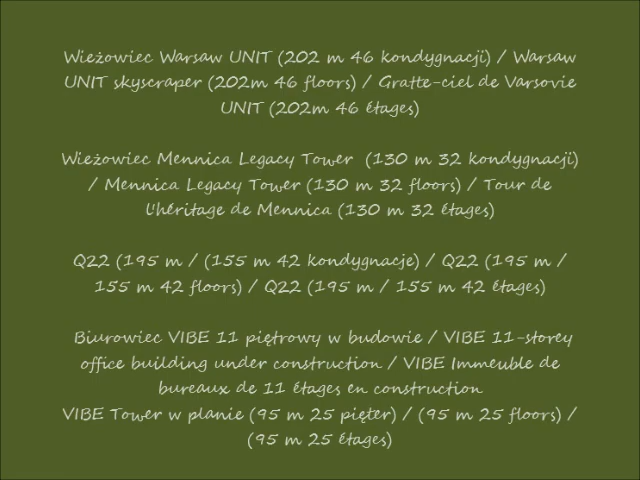 Wieżowiec Warsaw UNIT (202 m 46 kondygnacji) / Warsaw
UNIT skyscraper (202m 46 floors) / Gratte-ciel de Varsovie
UNIT (202m 46 étages)
Wieżowiec Mennica Legacy Tower (130 m 32 kondygnacji)
/ Mennica Legacy Tower (130 m 32 floors) / Tour de
l'héritage de Mennica (130 m 32 étages)
Q22 (195 m / (155 m 42 kondygnacje) / Q22 (195 m /
155 m 42 floors) / Q22 (195 m / 155 m 42 étages)
Biurowiec VIBE 11 piętrowy w budowie / VIBE 11-storey
office building under construction / VIBE Immeuble de
bureaux de 11 étages en construction
VIBE Tower w planie (95 m 25 pięter) / (95 m 25 floors) /
(95 m 25 étages)